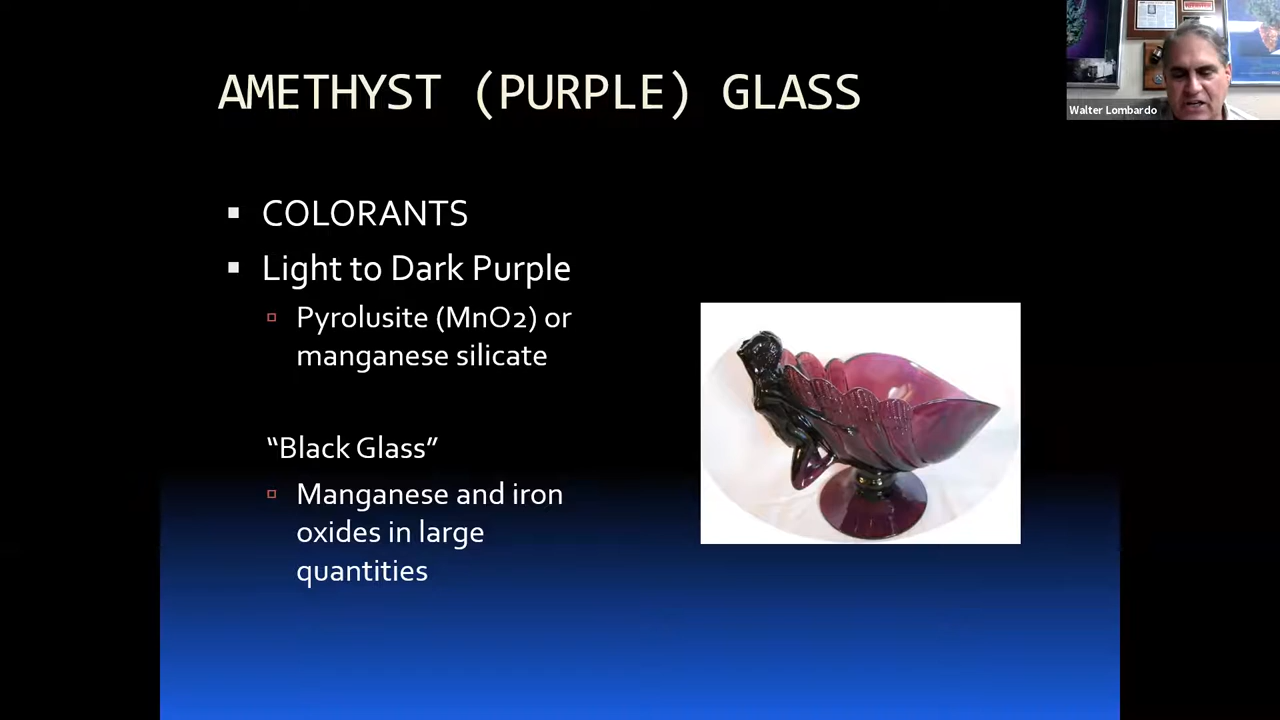 AMETHYST (PURPLE) GLASS
Walter Lombardo
COLORANTS
Light to Dark Purple
Pyrolusite (MnO2) or
manganese silicate
“Black Glass”
Manganese and iron
oxides in large
quantities